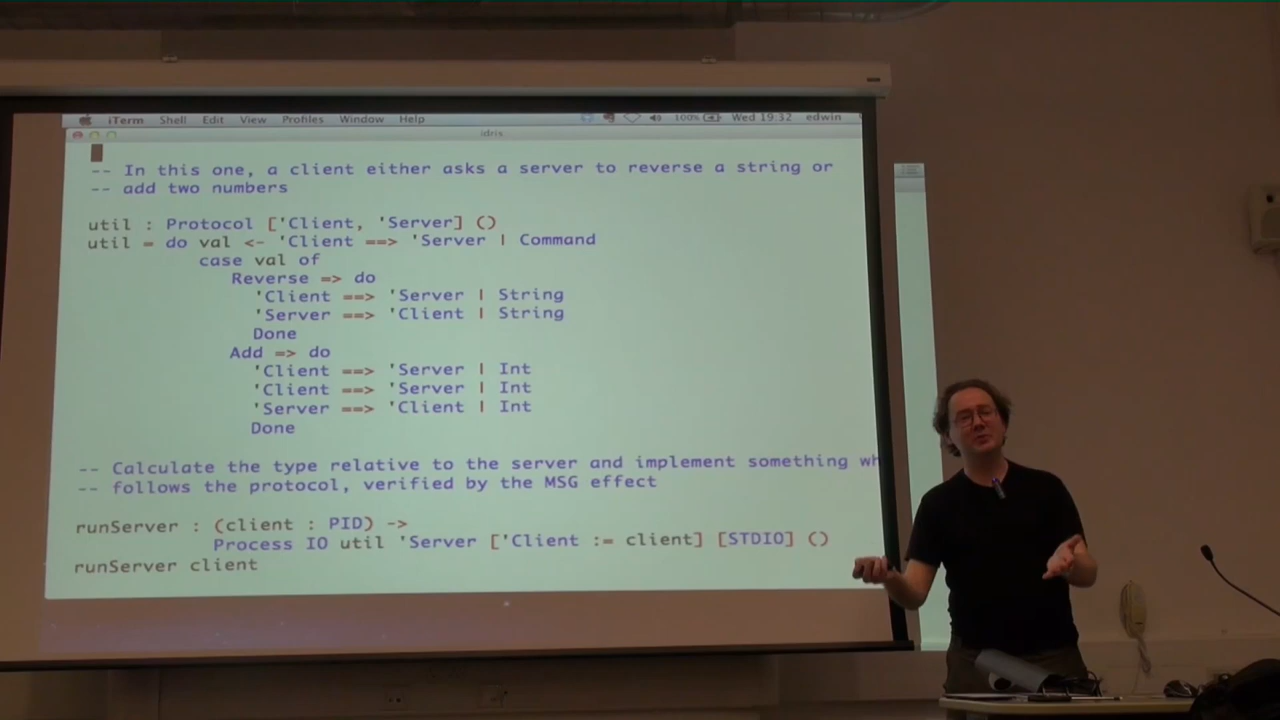 iTerm Shell Edit View Profiles Window Help 100% Wed 19:32 edwin
idris
-- In this one, a client either asks a server to reverse a string or
-- add two numbers
util : Protocol ['Client, 'Server] ()
util = do val <- 'Client ==> 'Server | Command
case val of
Reverse => do
'Client ==> 'Server | String
'Server ==> 'Client | String
Done
Add => do
'Client ==> 'Server | Int
'Client ==> 'Server | Int
'Server ==> 'Client | Int
Done
-- Calculate the type relative to the server and implement something wh
-- follows the protocol, verified by the MSG effect
runServer : (client : PID) ->
Process IO util 'Server ['Client := client] [STDIO] ()
runServer client